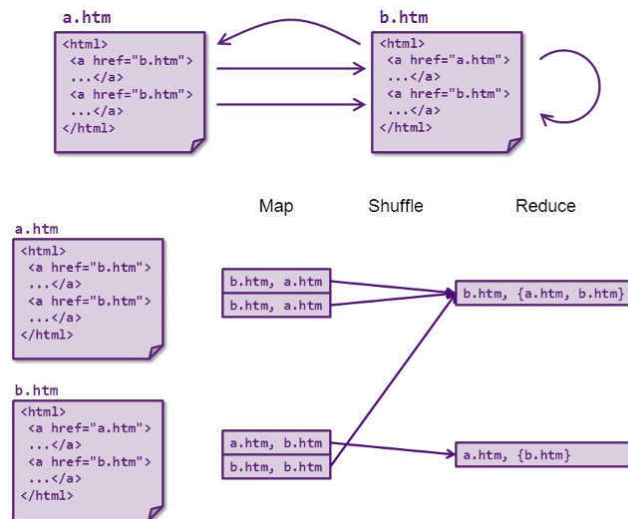 a.htm
<html>
<a href="b.htm">
...</a>
<a href="b.htm">
...</a>
</html>
b.htm
<html>
<a href="a.htm">
...</a>
<a href="b.htm">
...</a>
</html>
Map Shuffle Reduce
a.htm
<html>
<a href="b.htm">
...</a>
<a href="b.htm">
...</a>
</html>
b.htm, a.htm
b.htm, a.htm
b.htm, {a.htm, b.htm}
b.htm
<html>
<a href="a.htm">
...</a>
<a href="b.htm">
...</a>
</html>
a.htm, b.htm
b.htm, b.htm
a.htm, {b.htm}